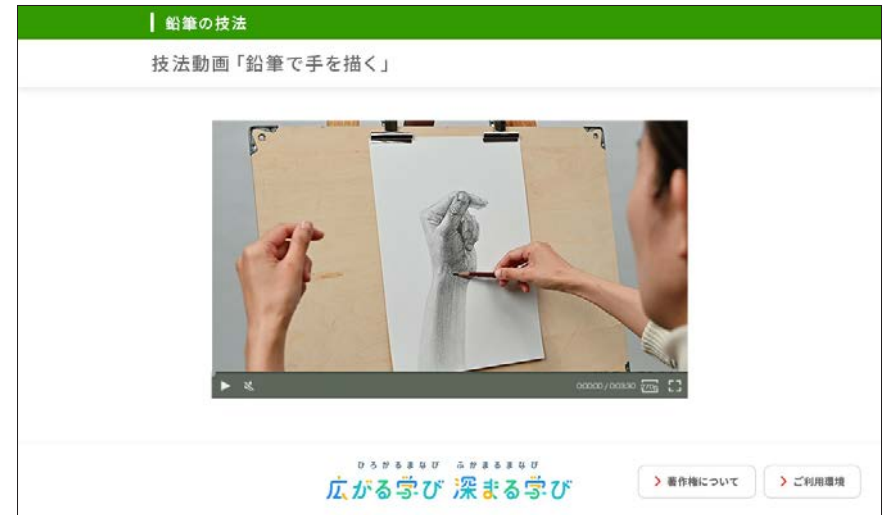 鉛筆の技法
技法動画「鉛筆で手を描く」
ひろがるまなび ふかまるまなび
広がる学び 深まる学び
著作権について
ご利用環境